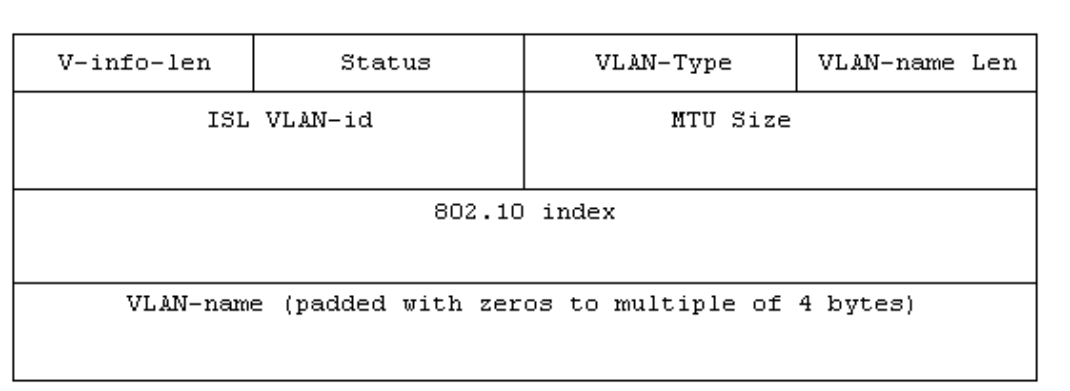 V-info-len Status VLAN-Type VLAN-name Len
ISL VLAN-id MTU Size
802.10 index
VLAN-name (padded with zeros to multiple of 4 bytes)